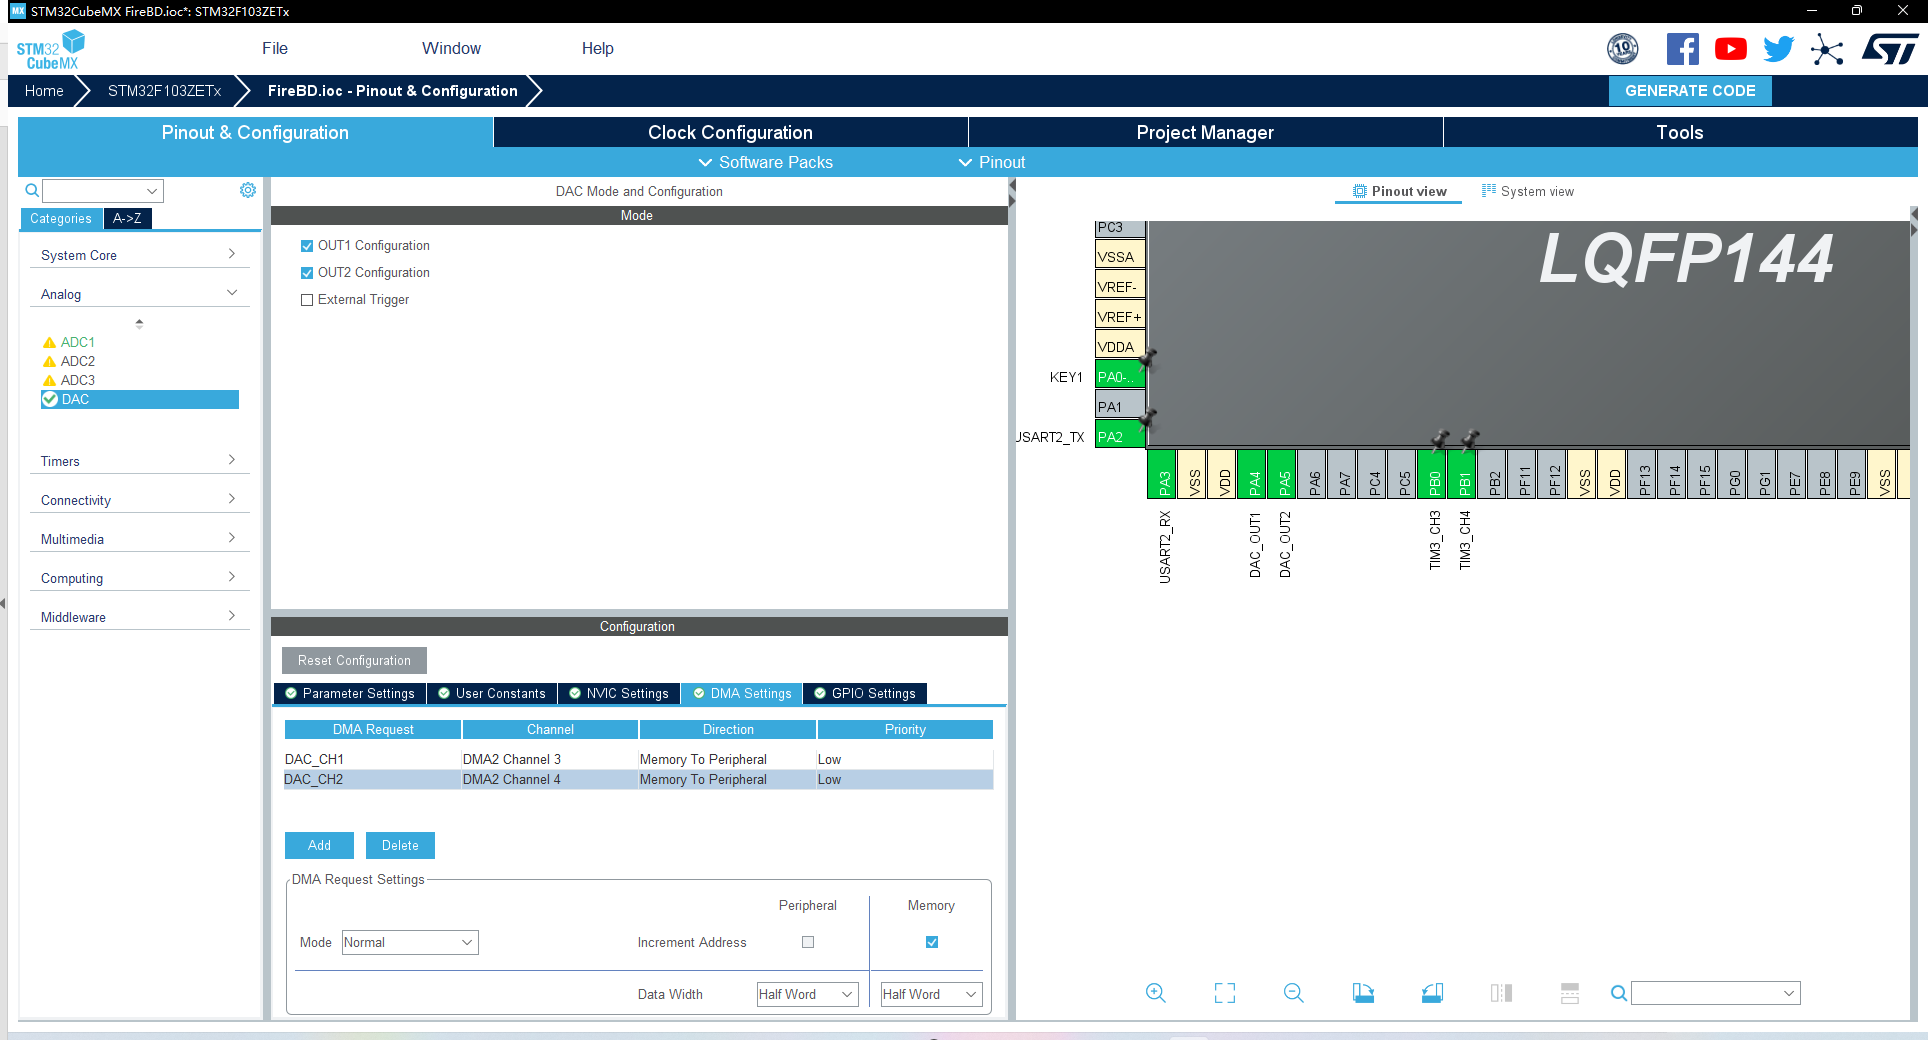 MX STM32CubeMX FireBD.ioc*: STM32F103ZETx
STM32
CubeMX
File
Window
Help
10
Home
STM32F103ZETx
FireBD.ioc - Pinout & Configuration
GENERATE CODE
Pinout & Configuration
Clock Configuration
Project Manager
Tools
Software Packs
Pinout
Categories
A->Z
System Core
Analog
ADC1
ADC2
ADC3
DAC
Timers
Connectivity
Multimedia
Computing
Middleware
DAC Mode and Configuration
Mode
OUT1 Configuration
OUT2 Configuration
External Trigger
Configuration
Reset Configuration
Parameter Settings
User Constants
NVIC Settings
DMA Settings
GPIO Settings
DMA Request
Channel
Direction
Priority
DAC_CH1
DMA2 Channel 3
Memory To Peripheral
Low
DAC_CH2
DMA2 Channel 4
Memory To Peripheral
Low
Add
Delete
DMA Request Settings
Peripheral
Memory
Mode
Normal
Increment Address
Data Width
Half Word
Half Word
Pinout view
System view
LQFP144
PC3
VSSA
VREF-
VREF+
VDDA
KEY1
PA0-..
PA1
USART2_TX
PA2
PA3
VSS
VDD
PA4
PA5
PA6
PA7
PC4
PC5
PB0
PB1
PB2
PF11
PF12
VSS
VDD
PF13
PF14
PF15
PG0
PG1
PE7
PE8
PE9
VSS
USART2_RX
DAC_OUT1
DAC_OUT2
TIM3_CH3
TIM3_CH4